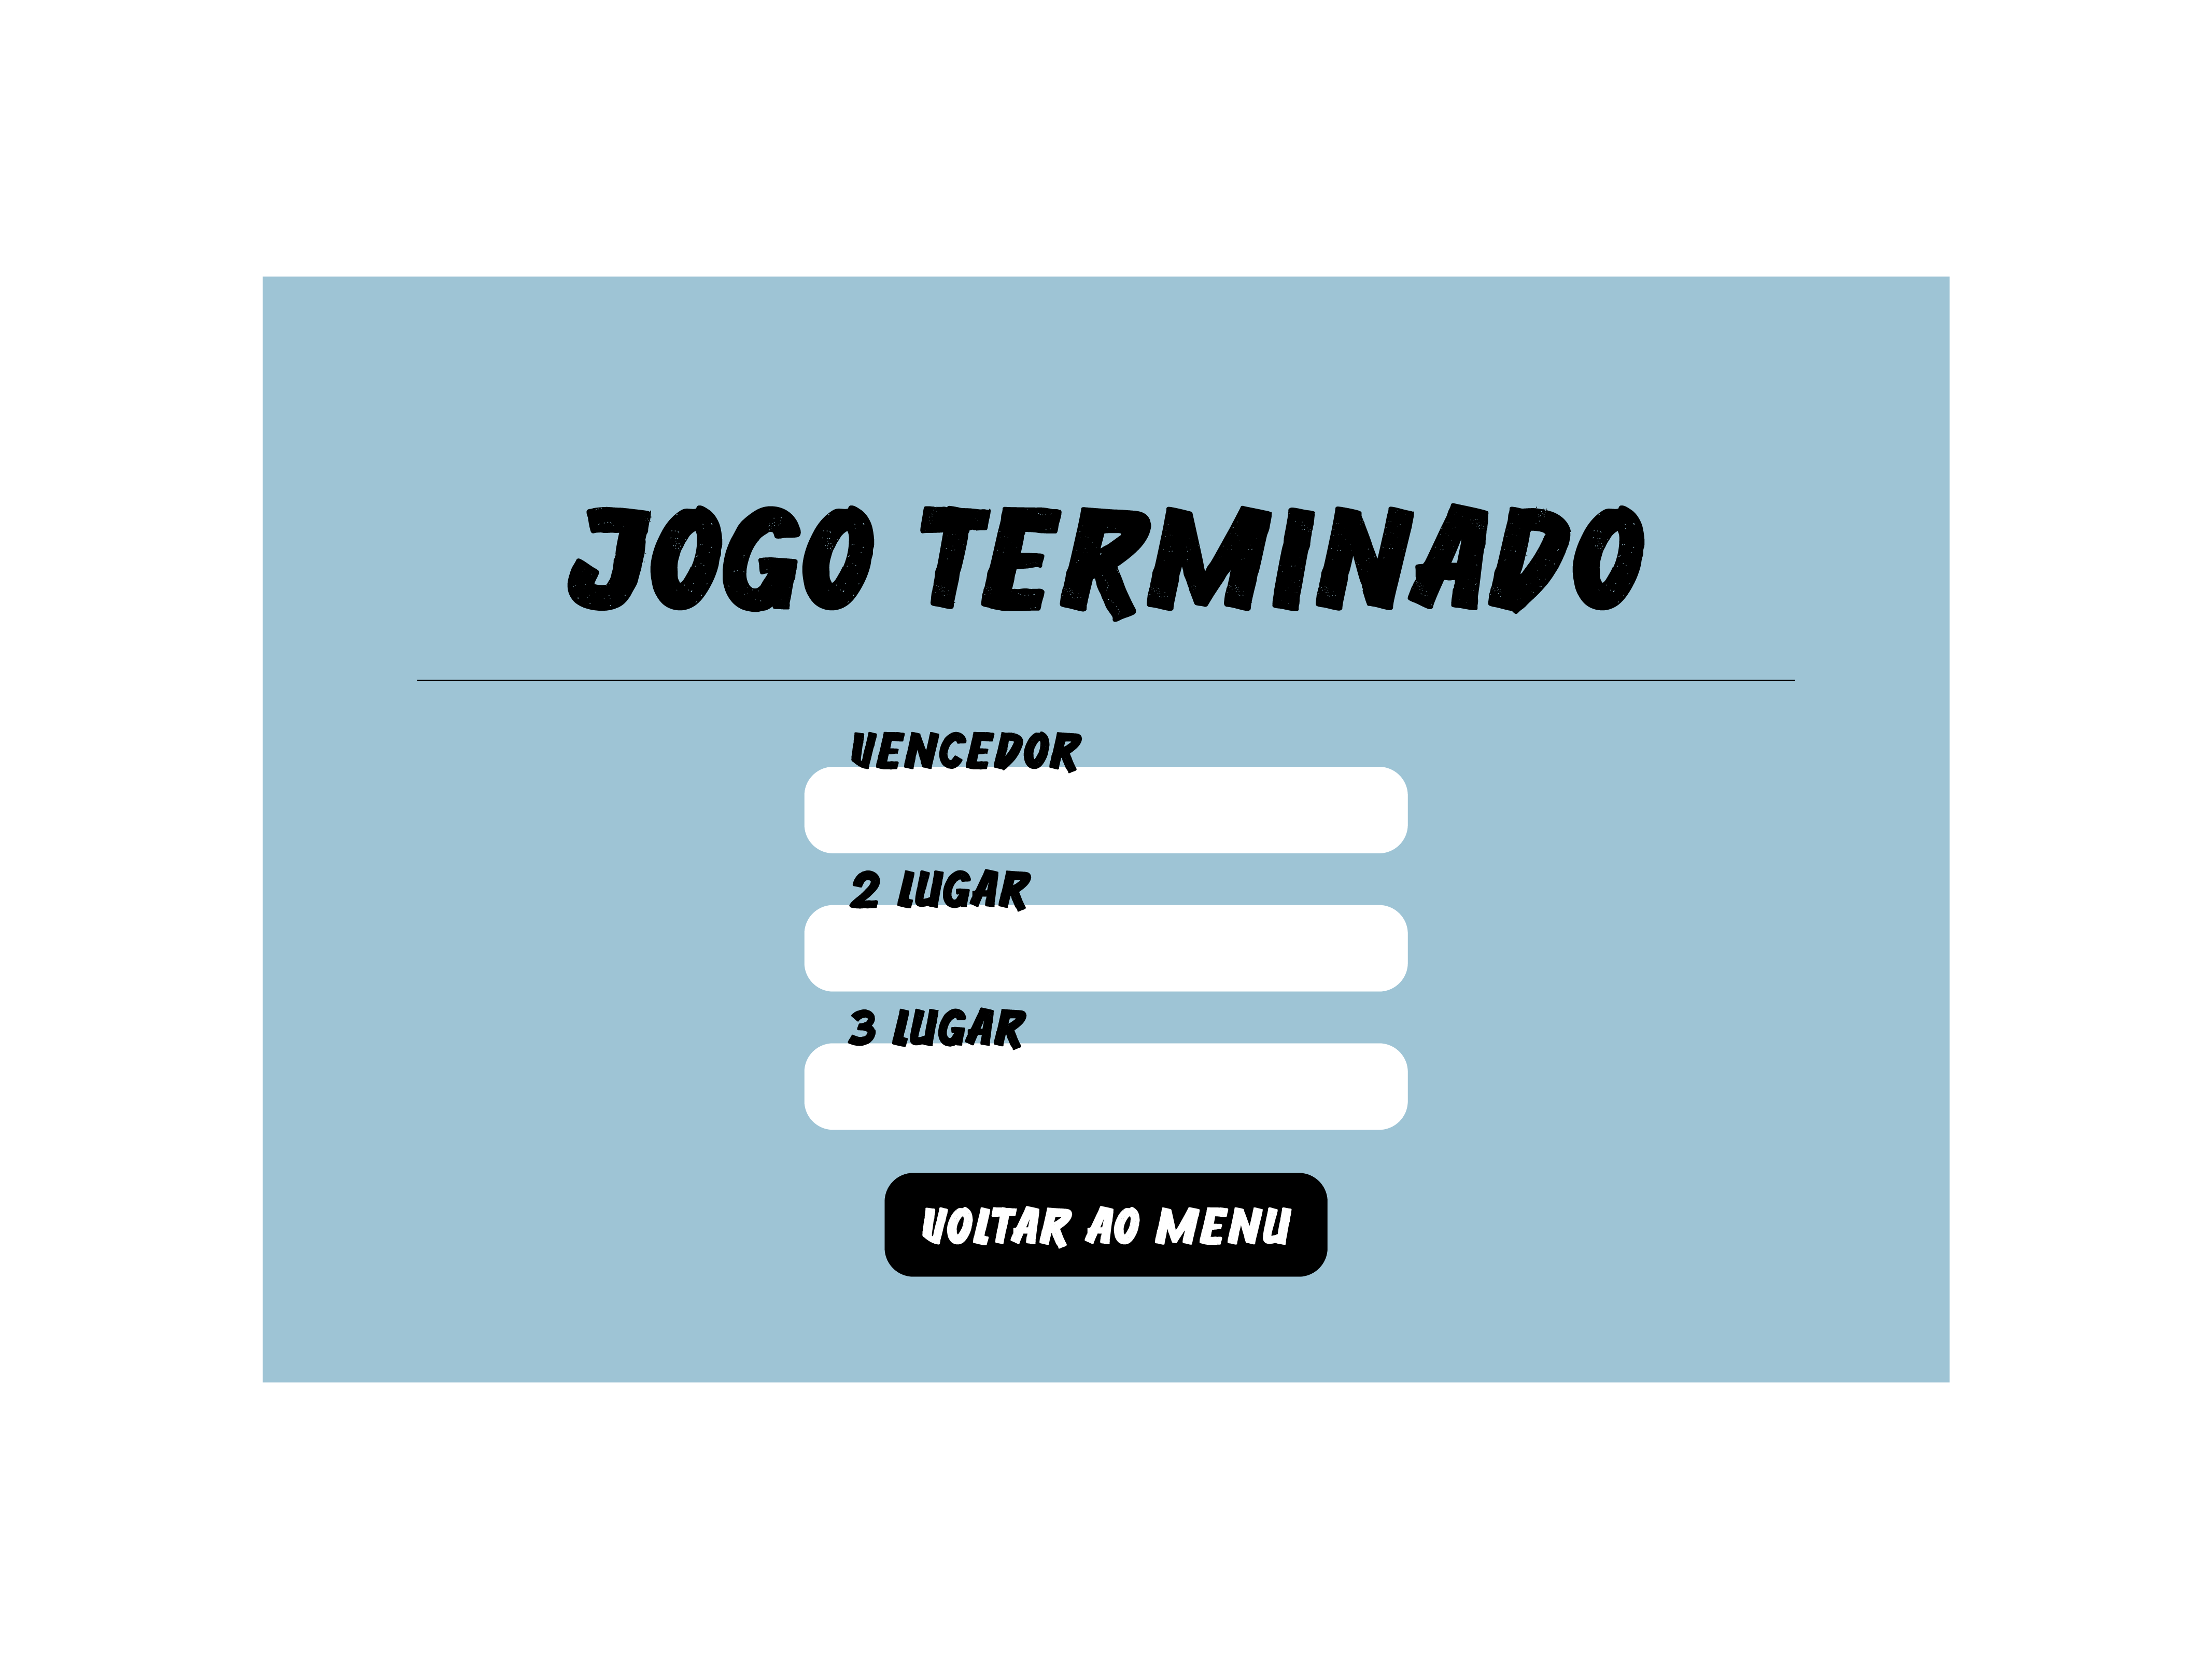 JOGO TERMINADO
VENCEDOR
2 LUGAR
3 LUGAR
VOLTAR AO MENU